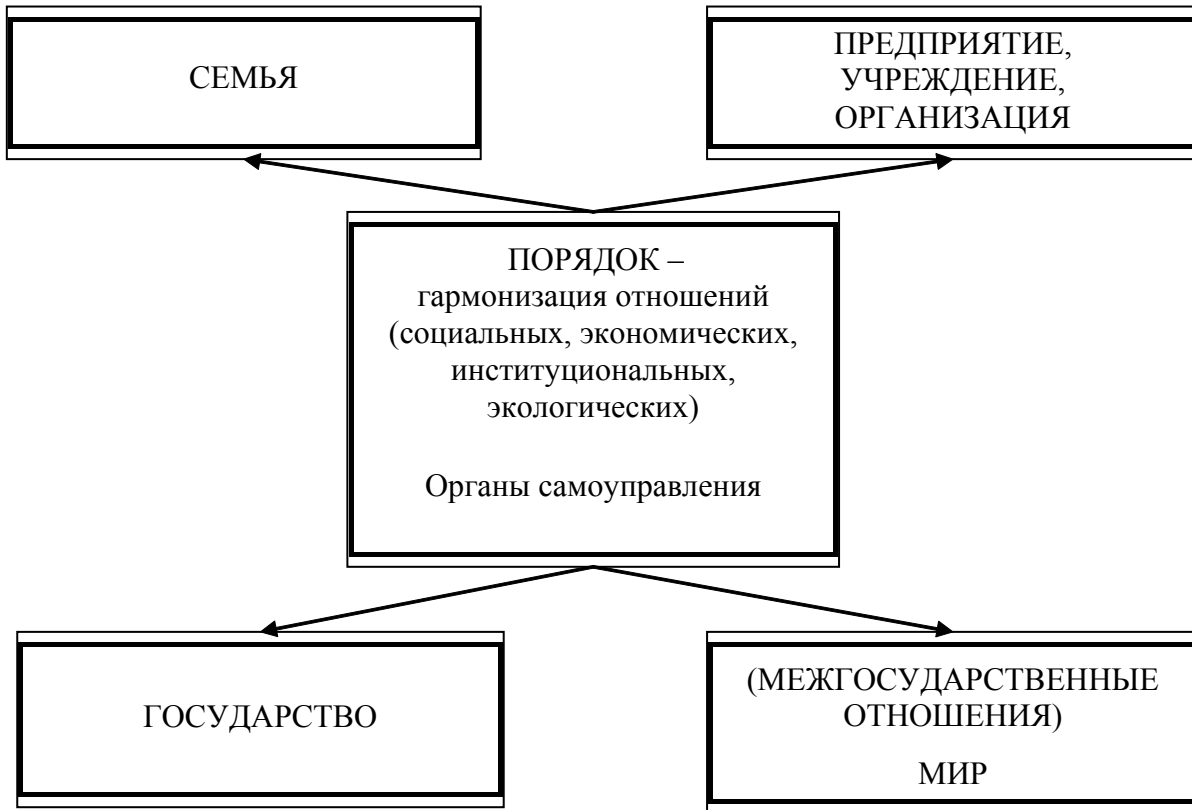 СЕМЬЯ
ПРЕДПРИЯТИЕ,
УЧРЕЖДЕНИЕ,
ОРГАНИЗАЦИЯ
ПОРЯДОК –
гармонизация отношений
(социальных, экономических,
институциональных,
экологических)
Органы самоуправления
ГОСУДАРСТВО
(МЕЖГОСУДАРСТВЕННЫЕ
ОТНОШЕНИЯ)
МИР